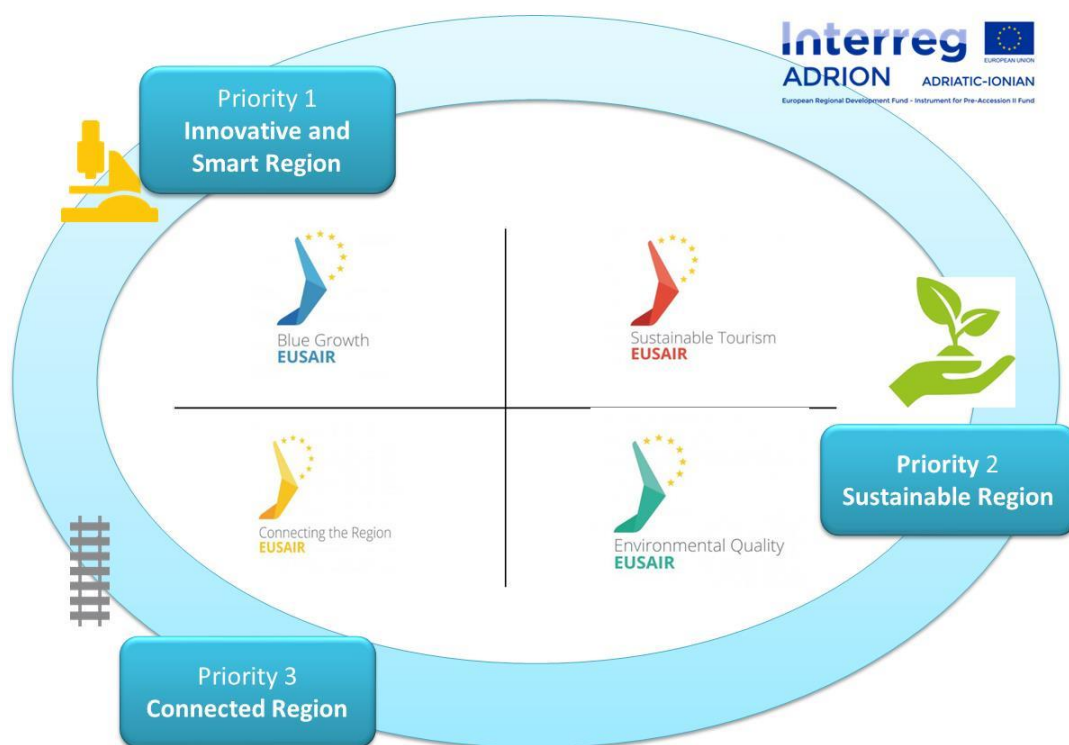 Interreg
EUROPEAN UNION
ADRION ADRIATIC-IONIAN
European Regional Development Fund - Instrument for Pre-Accession II Fund
Priority 1
Innovative and
Smart Region
Blue Growth
EUSAIR
Sustainable Tourism
EUSAIR
Priority 2
Sustainable Region
Connecting the Region
EUSAIR
Environmental Quality
EUSAIR
Priority 3
Connected Region